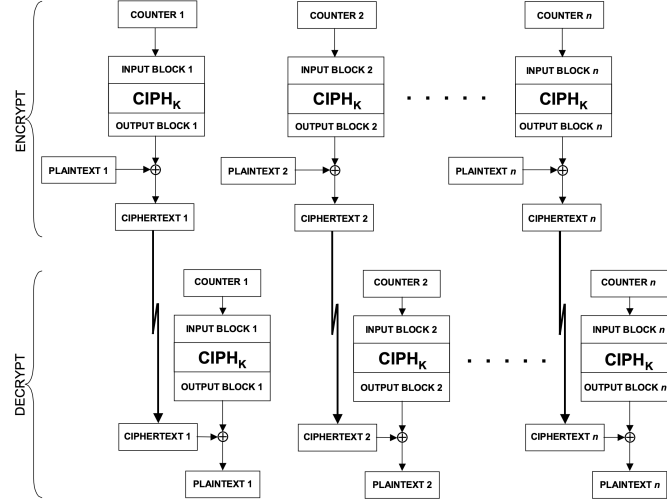 ENCRYPT
COUNTER 1
COUNTER 2
COUNTER n
INPUT BLOCK 1
INPUT BLOCK 2
INPUT BLOCK n
CIPHK
CIPHK
. . . . .
CIPHK
OUTPUT BLOCK 1
OUTPUT BLOCK 2
OUTPUT BLOCK n
PLAINTEXT 1
PLAINTEXT 2
PLAINTEXT n
CIPHERTEXT 1
CIPHERTEXT 2
CIPHERTEXT n
DECRYPT
COUNTER 1
COUNTER 2
COUNTER n
INPUT BLOCK 1
INPUT BLOCK 2
INPUT BLOCK n
CIPHK
CIPHK
. . . . .
CIPHK
OUTPUT BLOCK 1
OUTPUT BLOCK 2
OUTPUT BLOCK n
CIPHERTEXT 1
CIPHERTEXT 2
CIPHERTEXT n
PLAINTEXT 1
PLAINTEXT 2
PLAINTEXT n